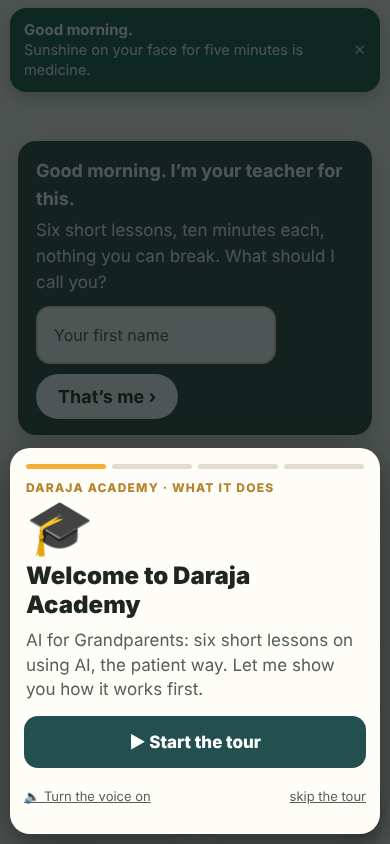 Good morning.
Sunshine on your face for five minutes is
medicine.
×
Good morning. I’m your teacher for
this.
Six short lessons, ten minutes each,
nothing you can break. What should I
call you?
Your first name
That’s me ›
DARAJA ACADEMY · WHAT IT DOES
Welcome to Daraja
Academy
AI for Grandparents: six short lessons on
using AI, the patient way. Let me show
you how it works first.
▶ Start the tour
🔈 Turn the voice on
skip the tour